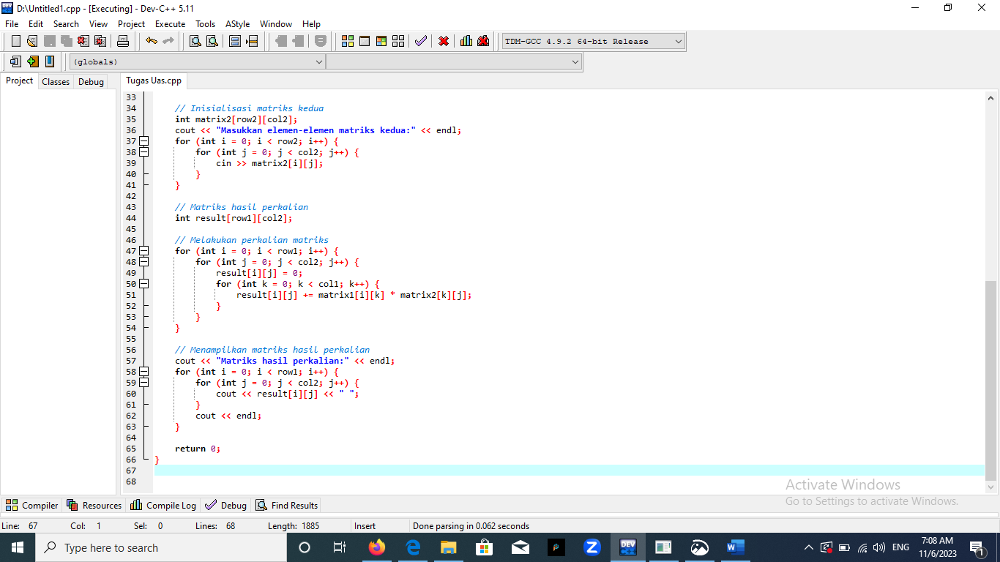 D:\Untitled1.cpp - [Executing] - Dev-C++ 5.11
File Edit Search View Project Execute Tools AStyle Window Help
TDM-GCC 4.9.2 64-bit Release
(globals)
Project Classes Debug Tugas Uas.cpp
33
34 // Inisialisasi matriks kedua
35 int matrix2[row2][col2];
36 cout << "Masukkan elemen-elemen matriks kedua:" << endl;
37 for (int i = 0; i < row2; i++) {
38 for (int j = 0; j < col2; j++) {
39 cin >> matrix2[i][j];
40 }
41 }
42
43 // Matriks hasil perkalian
44 int result[row1][col2];
45
46 // Melakukan perkalian matriks
47 for (int i = 0; i < row1; i++) {
48 for (int j = 0; j < col2; j++) {
49 result[i][j] = 0;
50 for (int k = 0; k < col1; k++) {
51 result[i][j] += matrix1[i][k] * matrix2[k][j];
52 }
53 }
54 }
55
56 // Menampilkan matriks hasil perkalian
57 cout << "Matriks hasil perkalian:" << endl;
58 for (int i = 0; i < row1; i++) {
59 for (int j = 0; j < col2; j++) {
60 cout << result[i][j] << " ";
61 }
62 cout << endl;
63 }
64
65 return 0;
66 }
67
68
Activate Windows
Go to Settings to activate Windows.
Compiler Resources Compile Log Debug Find Results
Line: 67 Col: 1 Sel: 0 Lines: 68 Length: 1885 Insert Done parsing in 0.062 seconds
Type here to search
ENG
7:08 AM
11/6/2023
1